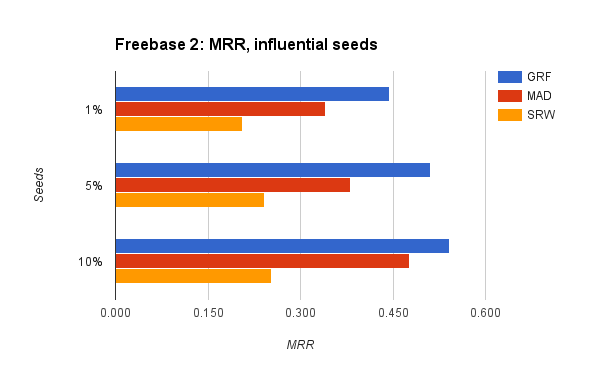 Freebase 2: MRR, influential seeds
GRF
MAD
SRW
Seeds
1%
5%
10%
0.000 0.150 0.300 0.450 0.600
MRR